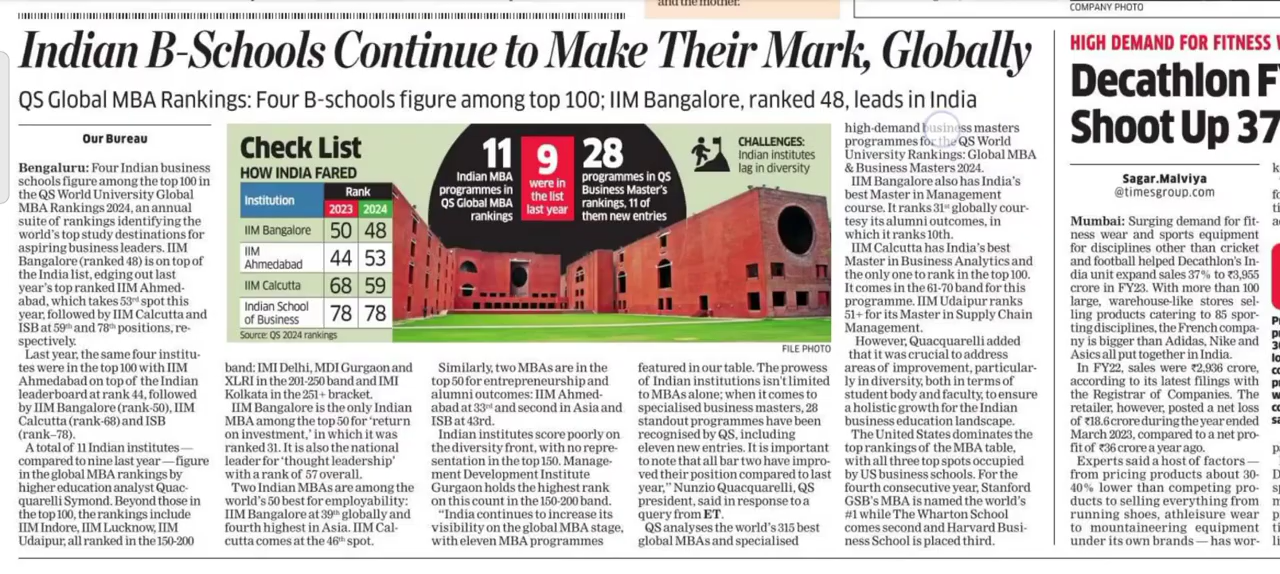 and the mother.
COMPANY PHOTO
Indian B-Schools Continue to Make Their Mark, Globally
QS Global MBA Rankings: Four B-schools figure among top 100; IIM Bangalore, ranked 48, leads in India
Our Bureau
Bengaluru: Four Indian business
schools figure among the top 100 in
the QS World University Global
MBA Rankings 2024, an annual
suite of rankings identifying the
world's top study destinations for
aspiring business leaders. IIM
Bangalore (ranked 48) is on top of
the India list, edging out last
year's top ranked IIM Ahmed-
abad, which takes 53rd spot this
year, followed by IIM Calcutta and
ISB at 59th and 78th positions, re-
spectively.
Last year, the same four institu-
tes were in the top 100 with IIM
Ahmedabad on top of the Indian
leaderboard at rank 44, followed
by IIM Bangalore (rank-50), IIM
Calcutta (rank-68) and ISB
(rank–78).
A total of 11 Indian institutes—
compared to nine last year—figure
in the global MBA rankings by
higher education analyst Quac-
quarelli Symond. Beyond those in
the top 100, the rankings include
IIM Indore, IIM Lucknow, IIM
Udaipur, all ranked in the 150-200
Check List
HOW INDIA FARED
Institution
Rank
2023 2024
IIM Bangalore 50 48
IIM
Ahmedabad 44 53
IIM Calcutta 68 59
Indian School
of Business 78 78
Source: QS 2024 rankings
11
Indian MBA
programmes in
QS Global MBA
rankings
9
were in
the list
last year
28
programmes in QS
Business Master's
rankings, 11 of
them new entries
CHALLENGES:
Indian institutes
lag in diversity
FILE PHOTO
band: IMI Delhi, MDI Gurgaon and
XLRI in the 201-250 band and IMI
Kolkata in the 251+ bracket.
IIM Bangalore is the only Indian
MBA among the top 50 for 'return
on investment,' in which it was
ranked 31. It is also the national
leader for 'thought leadership'
with a rank of 57 overall.
Two Indian MBAs are among the
world's 50 best for employability:
IIM Bangalore at 39th globally and
fourth highest in Asia. IIM Cal-
cutta comes at the 46th spot.
Similarly, two MBAs are in the
top 50 for entrepreneurship and
alumni outcomes: IIM Ahmed-
abad at 33rd and second in Asia and
ISB at 43rd.
Indian institutes score poorly on
the diversity front, with no repre-
sentation in the top 150. Manage-
ment Development Institute
Gurgaon holds the highest rank
on this count in the 150-200 band.
"India continues to increase its
visibility on the global MBA stage,
with eleven MBA programmes
featured in our table. The prowess
of Indian institutions isn't limited
to MBAs alone; when it comes to
specialised business masters, 28
standout programmes have been
recognised by QS, including
eleven new entries. It is important
to note that all bar two have impro-
ved their position compared to last
year," Nunzio Quacquarelli, QS
president, said in response to a
query from ET.
QS analyses the world's 315 best
global MBAs and specialised
high-demand business masters
programmes for the QS World
University Rankings: Global MBA
& Business Masters 2024.
IIM Bangalore also has India's
best Master in Management
course. It ranks 31st globally cour-
tesy its alumni outcomes, in
which it ranks 10th.
IIM Calcutta has India's best
Master in Business Analytics and
the only one to rank in the top 100.
It comes in the 61-70 band for this
programme. IIM Udaipur ranks
51+ for its Master in Supply Chain
Management.
However, Quacquarelli added
that it was crucial to address
areas of improvement, particular-
ly in diversity, both in terms of
student body and faculty, to ensure
a holistic growth for the Indian
business education landscape.
The United States dominates the
top rankings of the MBA table,
with all three top spots occupied
by US business schools. For the
fourth consecutive year, Stanford
GSB's MBA is named the world's
#1 while The Wharton School
comes second and Harvard Busi-
ness School is placed third.
HIGH DEMAND FOR FITNESS
Decathlon
Shoot Up 37
Sagar.Malviya
@timesgroup.com
Mumbai: Surging demand for fit-
ness wear and sports equipment
for disciplines other than cricket
and football helped Decathlon's In-
dia unit expand sales 37% to ₹3,955
crore in FY23. With more than 100
large, warehouse-like stores sel-
ling products catering to 85 spor-
ting disciplines, the French compa-
ny is bigger than Adidas, Nike and
Asics all put together in India.
In FY22, sales were ₹2,936 crore,
according to its latest filings with
the Registrar of Companies. The
retailer, however, posted a net loss
of ₹18.6 crore during the year ended
March 2023, compared to a net pro-
fit of ₹36 crore a year ago.
Experts said a host of factors —
from pricing products about 30-
40% lower than competing pro-
ducts to selling everything from
running shoes, athleisure wear
to mountaineering equipment
under its own brands — has wor-